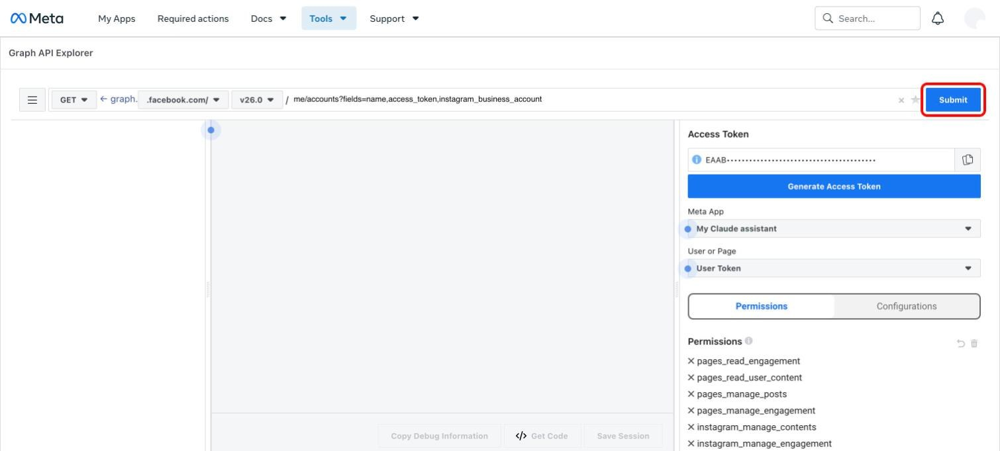 Meta My Apps Required actions Docs Tools Support Search...
Graph API Explorer
GET graph. .facebook.com/ v26.0 / me/accounts?fields=name,access_token,instagram_business_account Submit
Access Token
EAAB••••••••••••••••••••••••••••••••••••••••
Generate Access Token
Meta App
My Claude assistant
User or Page
User Token
Permissions Configurations
Permissions
pages_read_engagement
pages_read_user_content
pages_manage_posts
pages_manage_engagement
instagram_manage_contents
instagram_manage_engagement
Copy Debug Information </> Get Code Save Session